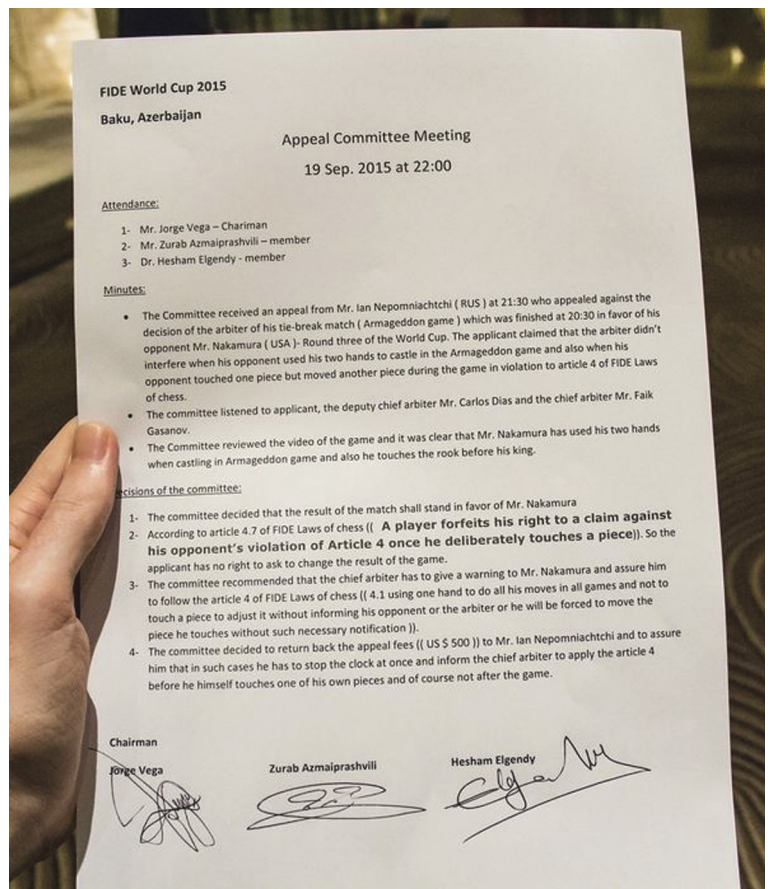 FIDE World Cup 2015
Baku, Azerbaijan
Appeal Committee Meeting
19 Sep. 2015 at 22:00
Attendance:
1- Mr. Jorge Vega – Chariman
2- Mr. Zurab Azmaiprashvili – member
3- Dr. Hesham Elgendy - member
Minutes:
• The Committee received an appeal from Mr. Ian Nepomniachtchi ( RUS ) at 21:30 who appealed against the
decision of the arbiter of his tie-break match ( Armageddon game ) which was finished at 20:30 in favor of his
opponent Mr. Nakamura ( USA )- Round three of the World Cup. The applicant claimed that the arbiter didn't
interfere when his opponent used his two hands to castle in the Armageddon game and also when his
opponent touched one piece but moved another piece during the game in violation to article 4 of FIDE Laws
of chess.
• The committee listened to applicant, the deputy chief arbiter Mr. Carlos Dias and the chief arbiter Mr. Faik
Gasanov.
• The Committee reviewed the video of the game and it was clear that Mr. Nakamura has used his two hands
when castling in Armageddon game and also he touches the rook before his king.
ecisions of the committee:
1- The committee decided that the result of the match shall stand in favor of Mr. Nakamura
2- According to article 4.7 of FIDE Laws of chess (( A player forfeits his right to a claim against
his opponent's violation of Article 4 once he deliberately touches a piece)). So the
applicant has no right to ask to change the result of the game.
3- The committee recommended that the chief arbiter has to give a warning to Mr. Nakamura and assure him
to follow the article 4 of FIDE Laws of chess (( 4.1 using one hand to do all his moves in all games and not to
touch a piece to adjust it without informing his opponent or the arbiter or he will be forced to move the
piece he touches without such necessary notification )).
4- The committee decided to return back the appeal fees (( US $ 500 )) to Mr. Ian Nepomniachtchi and to assure
him that in such cases he has to stop the clock at once and inform the chief arbiter to apply the article 4
before he himself touches one of his own pieces and of course not after the game.
Chairman
Jorge Vega Zurab Azmaiprashvili Hesham Elgendy